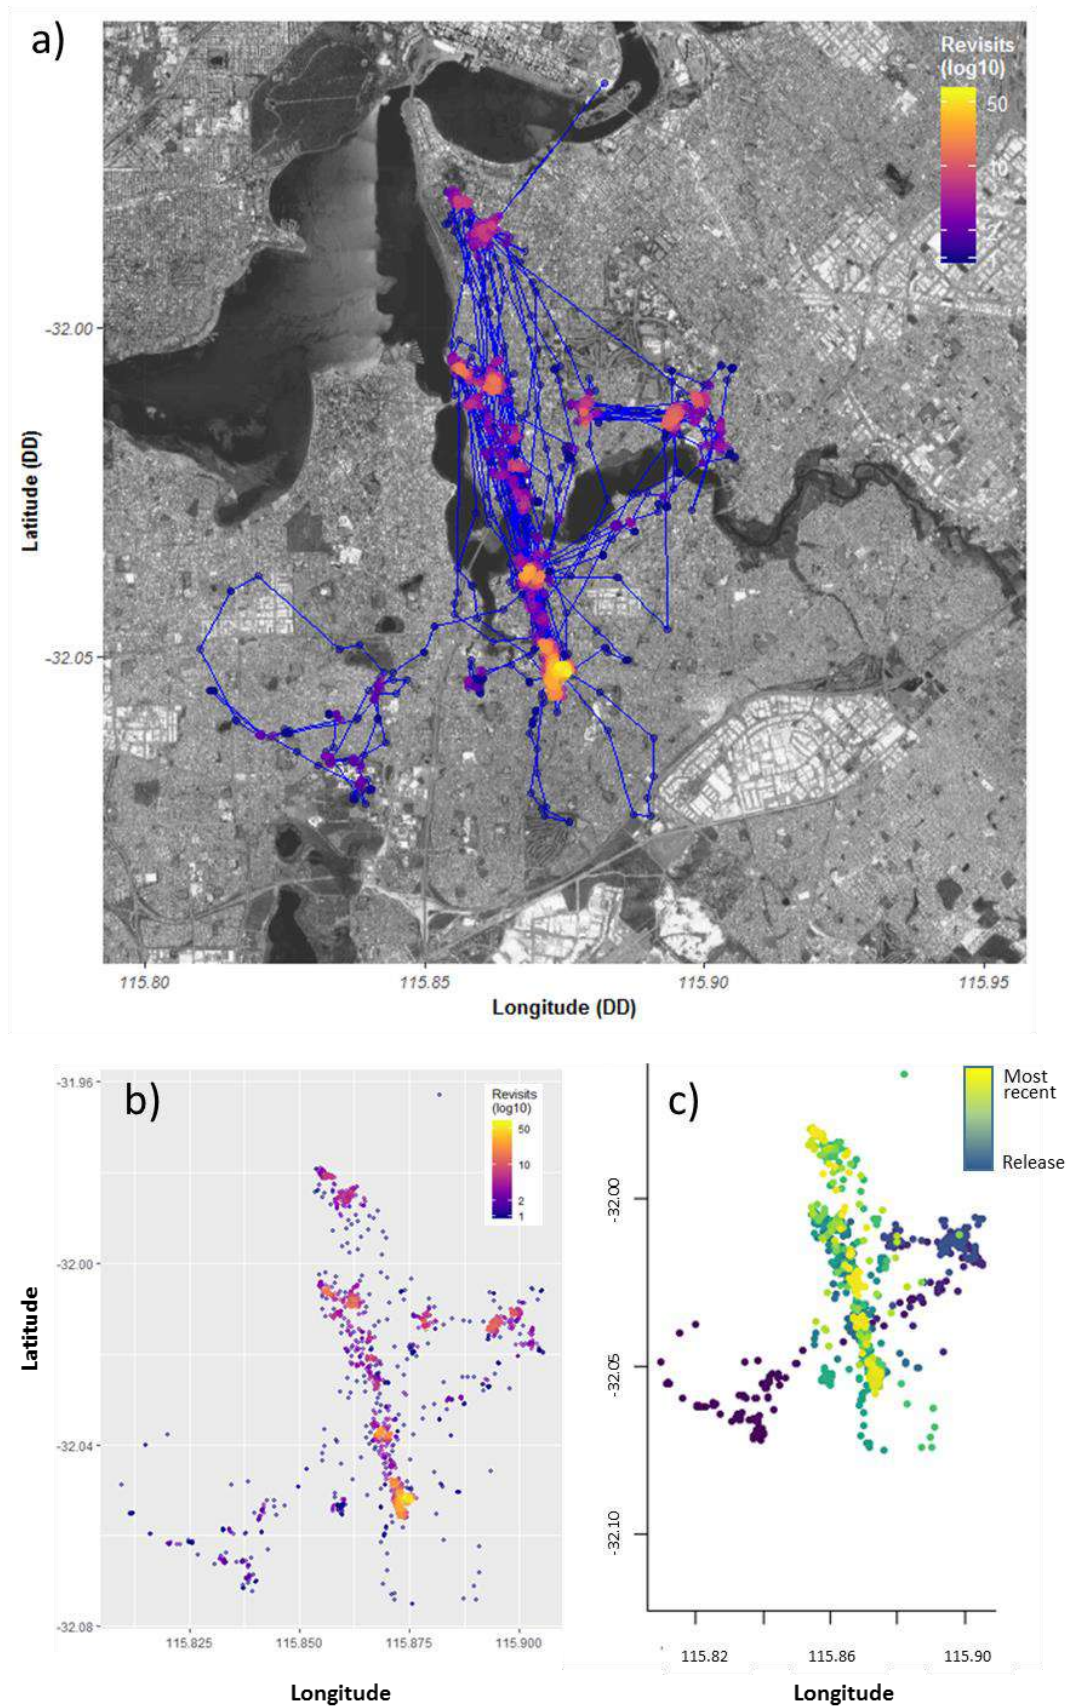 a)
Revisits
(log10)
50
10
-32.00
Latitude (DD)
-32.05
115.80
115.85
115.90
115.95
Longitude (DD)
-31.96
b)
Revisits
(log10)
50
10
2
1
-32.00
Latitude
-32.04
-32.08
115.825
115.850
115.875
115.900
Longitude
c)
Most
recent
Release
-32.00
-32.05
-32.10
115.82
115.86
115.90
Longitude